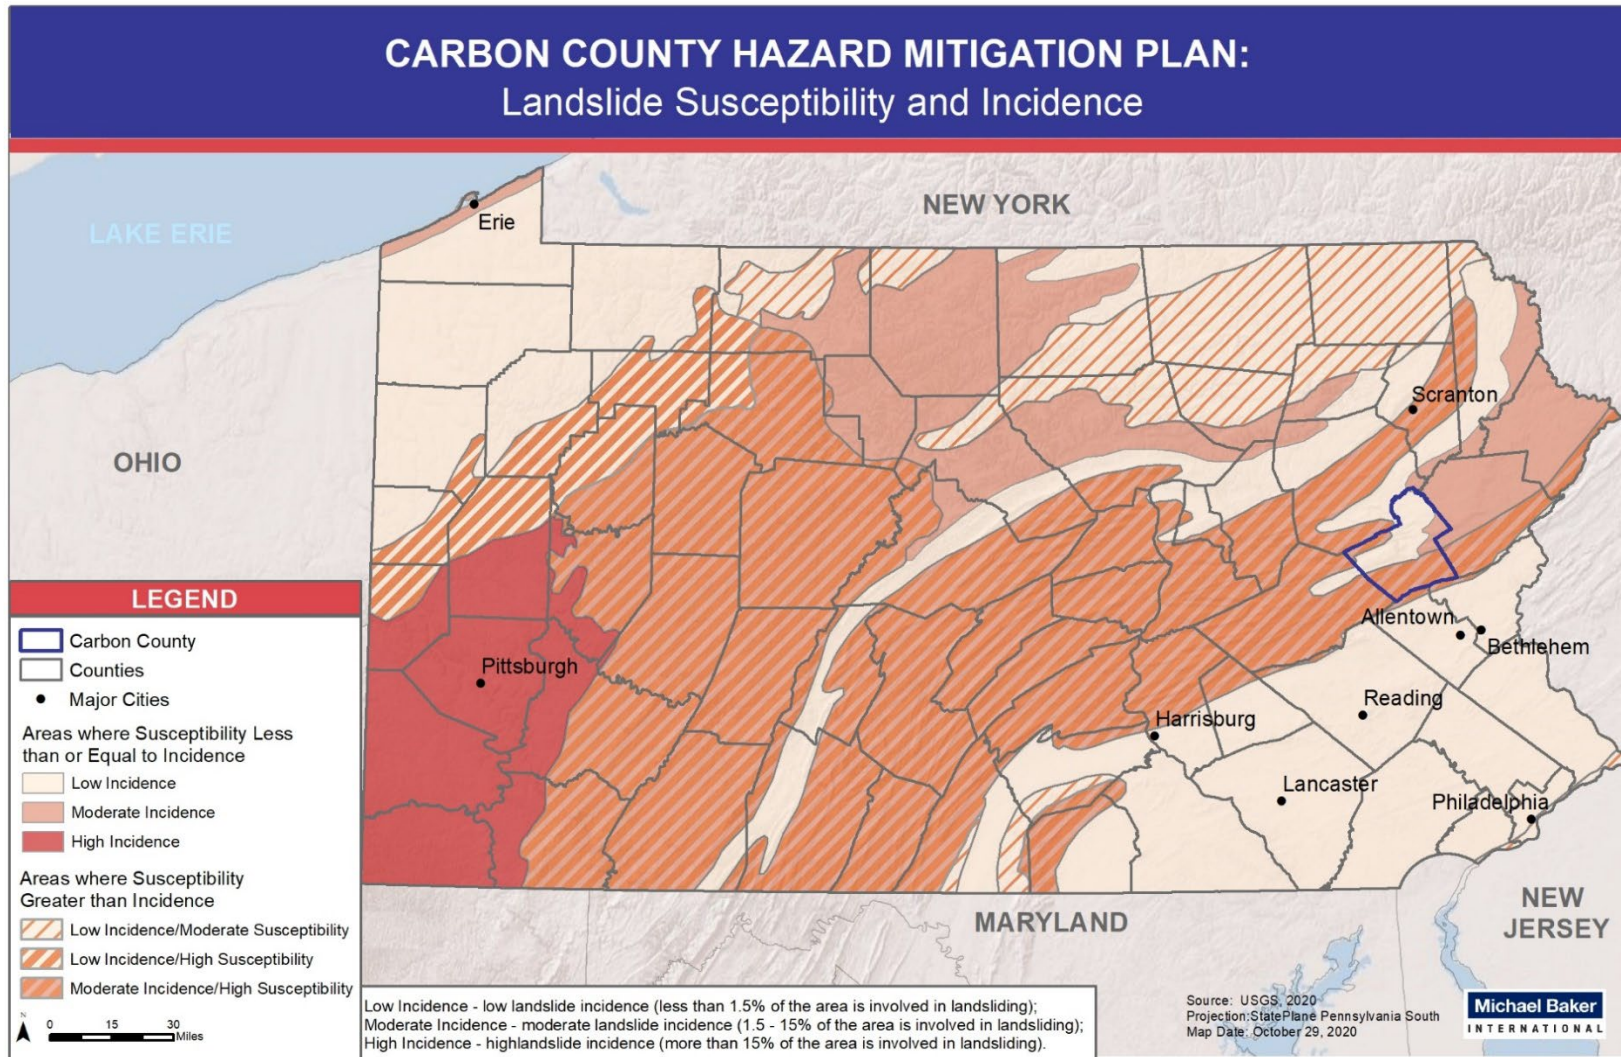 CARBON COUNTY HAZARD MITIGATION PLAN:
Landslide Susceptibility and Incidence
NEW YORK
LAKE ERIE
Erie
OHIO
Scranton
Allentown
Bethlehem
Pittsburgh
Reading
Harrisburg
Lancaster
Philadelphia
MARYLAND
NEW
JERSEY
LEGEND
Carbon County
Counties
Major Cities
Areas where Susceptibility Less
than or Equal to Incidence
Low Incidence
Moderate Incidence
High Incidence
Areas where Susceptibility
Greater than Incidence
Low Incidence/Moderate Susceptibility
Low Incidence/High Susceptibility
Moderate Incidence/High Susceptibility
N
0 15 30
Miles
Low Incidence - low landslide incidence (less than 1.5% of the area is involved in landsliding);
Moderate Incidence - moderate landslide incidence (1.5 - 15% of the area is involved in landsliding);
High Incidence - highlandslide incidence (more than 15% of the area is involved in landsliding).
Source: USGS, 2020
Projection:StatePlane Pennsylvania South
Map Date: October 29, 2020
Michael Baker
INTERNATIONAL